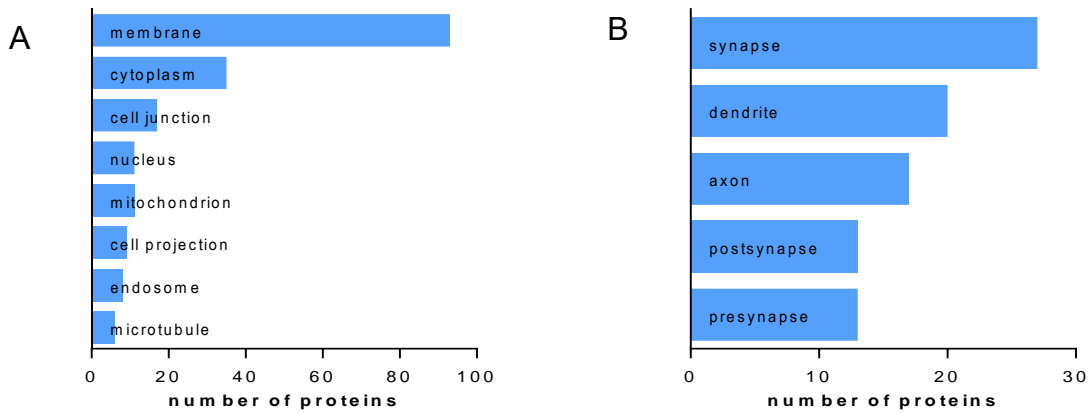 A
membrane
cytoplasm
cell junction
nucleus
mitochondrion
cell projection
endosome
microtubule
0 20 40 60 80 100
number of proteins
B
synapse
dendrite
axon
postsynapse
presynapse
0 10 20 30
number of proteins